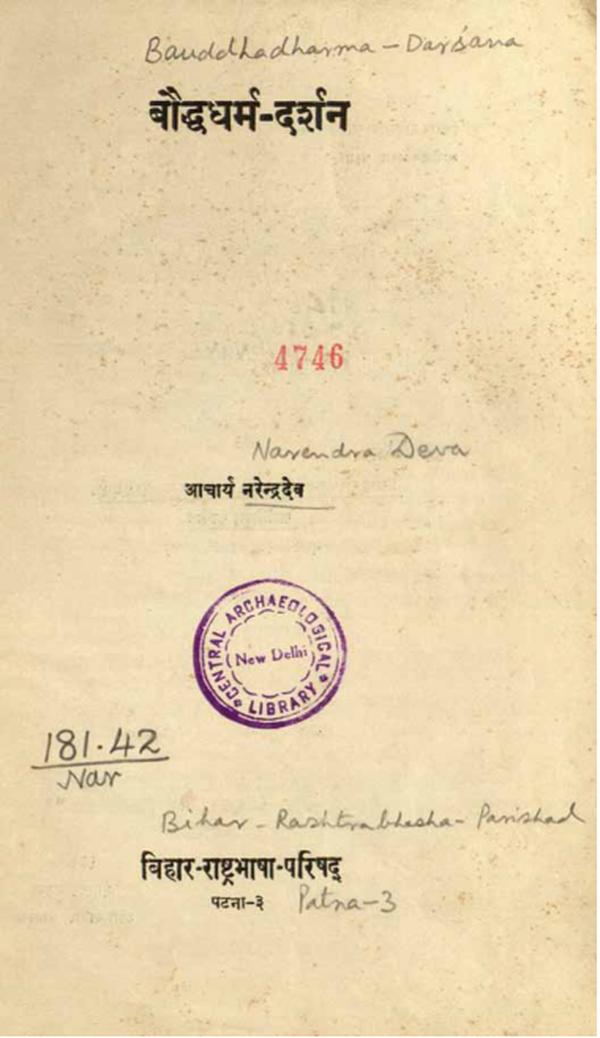 Bauddhadharma - Darśana
बौद्धधर्म-दर्शन
4746
Narendra Deva
आचार्य नरेन्द्रदेव
CENTRAL ARCHAEOLOGICAL
New Delhi
LIBRARY
181.42
Nar
Bihar - Rashtrabhasha - Parishad
बिहार-राष्ट्रभाषा-परिषद्
पटना-३ Patna-3